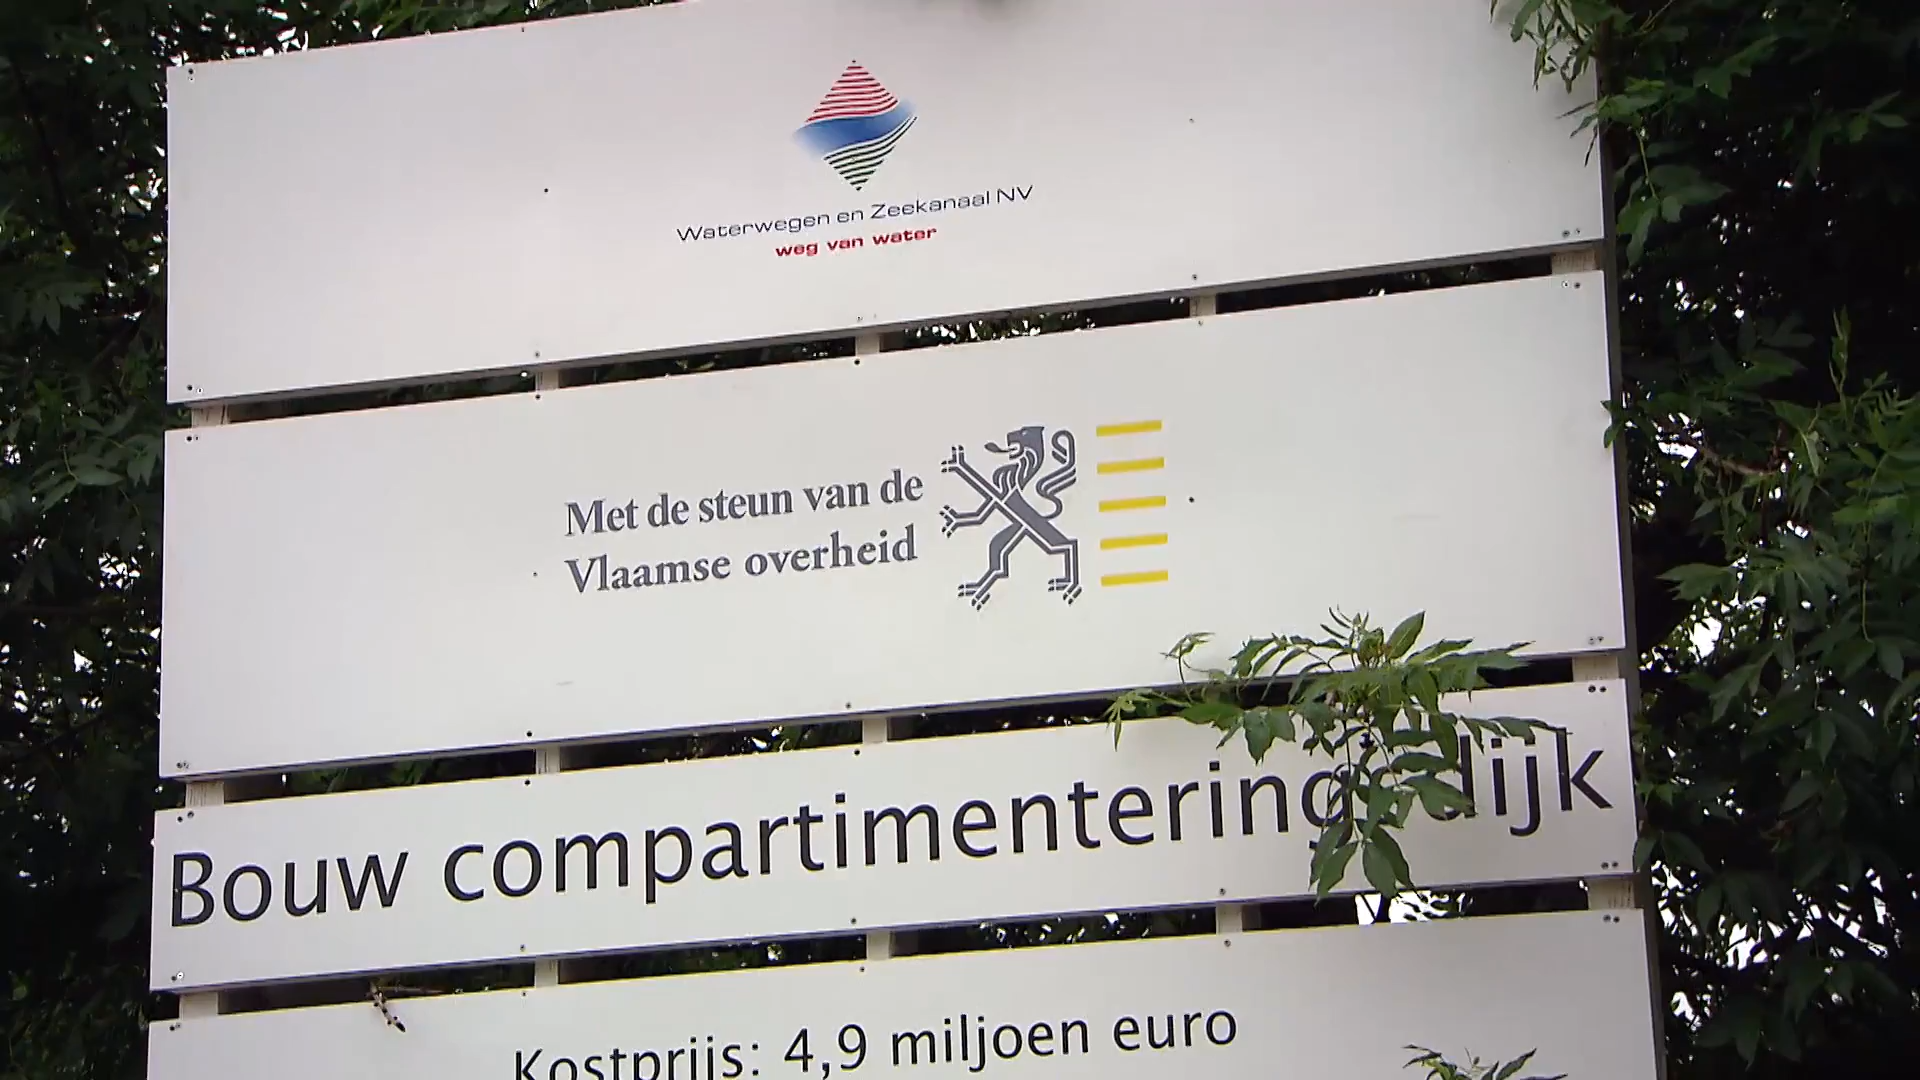 Waterwegen en Zeekanaal NV
weg van water
Met de steun van de
Vlaamse overheid
Bouw compartimenteringsdijk
Kostprijs: 4,9 miljoen euro